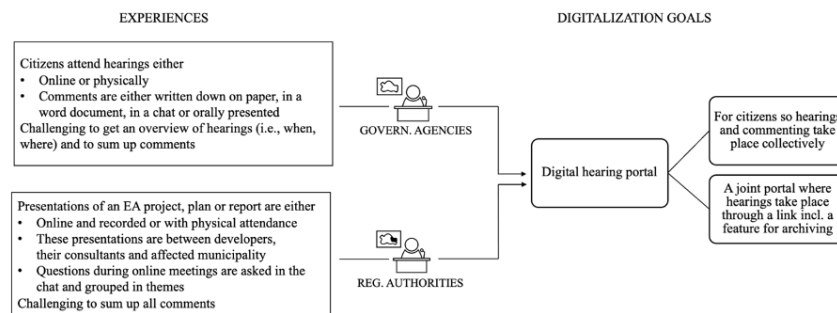 EXPERIENCES
DIGITALIZATION GOALS
Citizens attend hearings either
• Online or physically
• Comments are either written down on paper, in a
word document, in a chat or orally presented
Challenging to get an overview of hearings (i.e., when,
where) and to sum up comments
GOVERN. AGENCIES
Presentations of an EA project, plan or report are either
• Online and recorded or with physical attendance
• These presentations are between developers,
their consultants and affected municipality
• Questions during online meetings are asked in the
chat and grouped in themes
Challenging to sum up all comments
REG. AUTHORITIES
Digital hearing portal
For citizens so hearings
and commenting take
place collectively
A joint portal where
hearings take place
through a link incl. a
feature for archiving